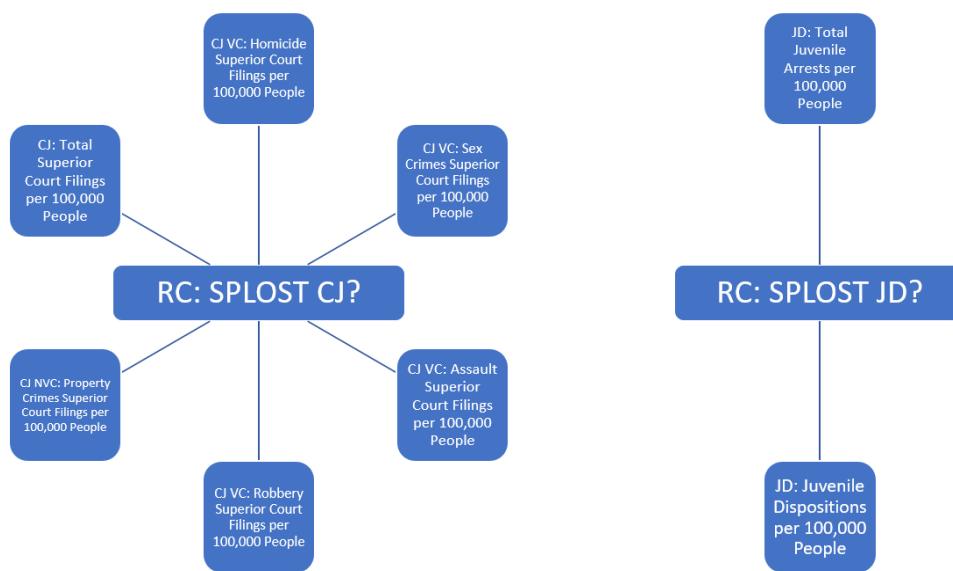 CJ VC: Homicide
Superior Court
Filings per
100,000 People
CJ: Total
Superior
Court Filings
per 100,000
People
CJ VC: Sex
Crimes Superior
Court Filings
per 100,000
People
RC: SPLOST CJ?
CJ NVC: Property
Crimes Superior
Court Filings per
100,000 People
CJ VC: Assault
Superior
Court Filings
per 100,000
People
CJ VC: Robbery
Superior Court
Filings per
100,000 People
JD: Total
Juvenile
Arrests per
100,000
People
RC: SPLOST JD?
JD: Juvenile
Dispositions
per 100,000
People